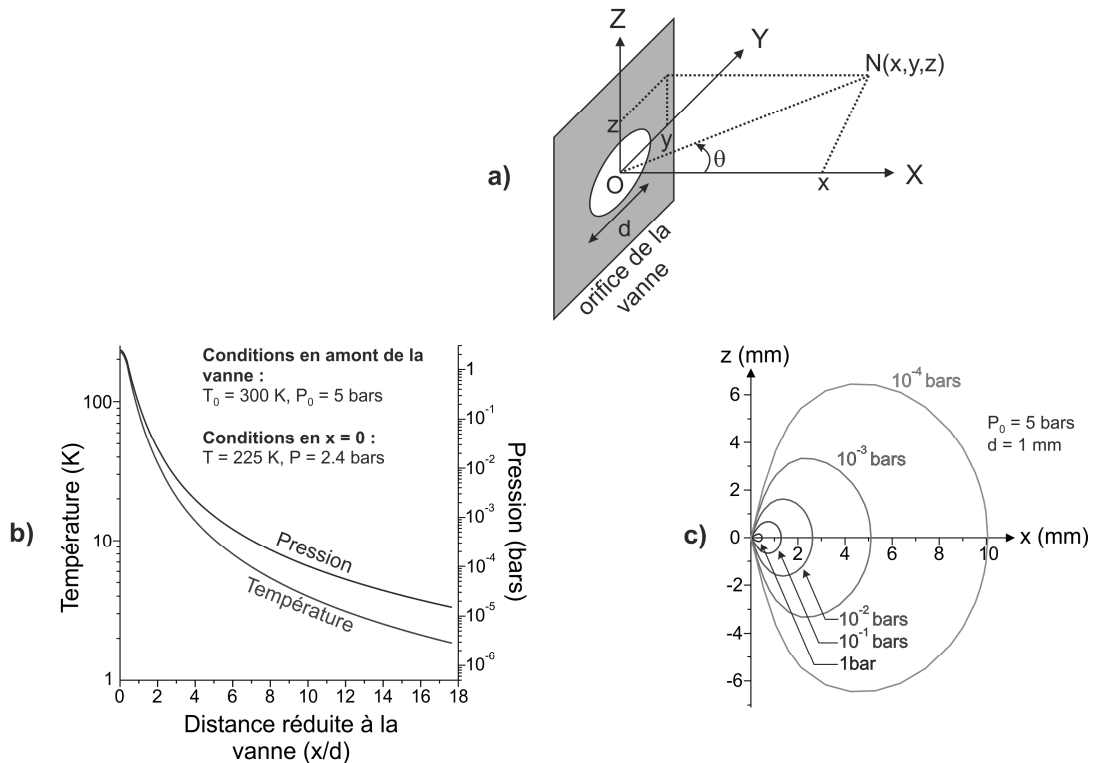 a)
Z
Y
N(x,y,z)
z
y
θ
O
x
X
d
orifice de la
vanne
b)
Conditions en amont de la
vanne :
T₀ = 300 K, P₀ = 5 bars
Conditions en x = 0 :
T = 225 K, P = 2.4 bars
Température (K)
100
10
1
Pression
Température
Pression (bars)
1
10⁻¹
10⁻²
10⁻³
10⁻⁴
10⁻⁵
10⁻⁶
0 2 4 6 8 10 12 14 16 18
Distance réduite à la
vanne (x/d)
c)
z (mm)
6
4
2
0
-2
-4
-6
10⁻⁴ bars
P₀ = 5 bars
d = 1 mm
10⁻³ bars
0 2 4 6 8 10
x (mm)
10⁻² bars
10⁻¹ bars
1bar